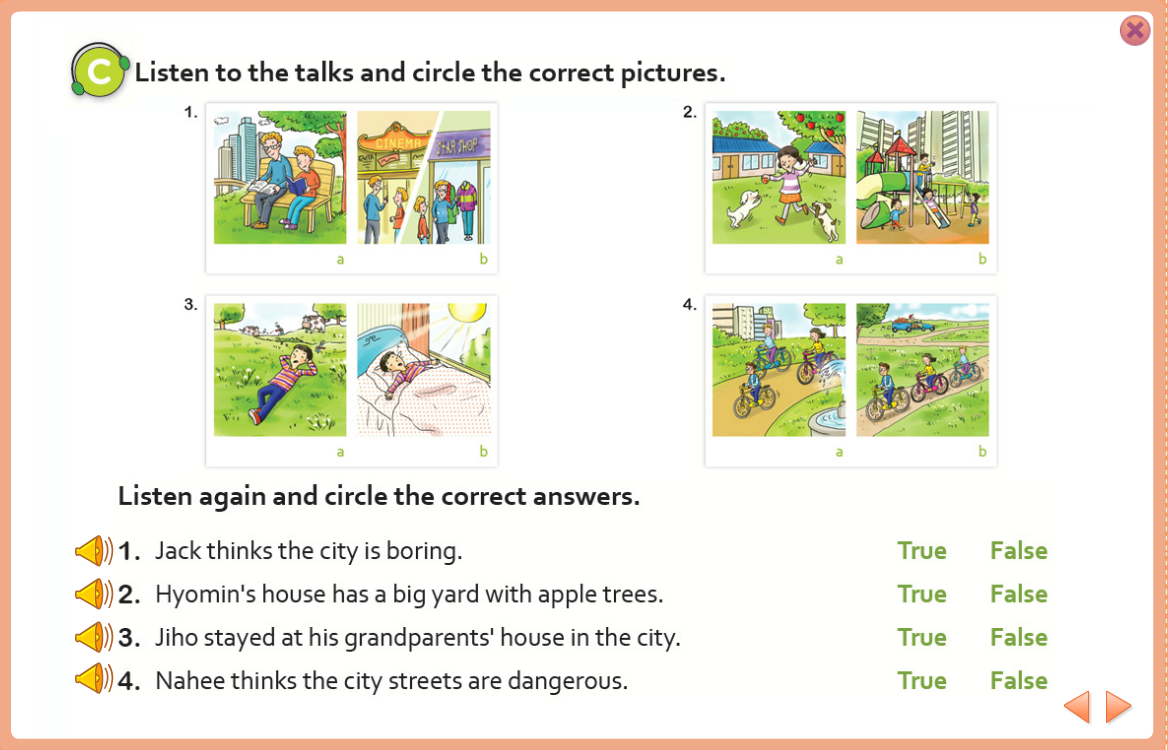 C Listen to the talks and circle the correct pictures.
1.
CINEMA
STAR SHOP
a b
2.
a b
3.
a b
4.
a b
Listen again and circle the correct answers.
1. Jack thinks the city is boring. True False
2. Hyomin's house has a big yard with apple trees. True False
3. Jiho stayed at his grandparents' house in the city. True False
4. Nahee thinks the city streets are dangerous. True False